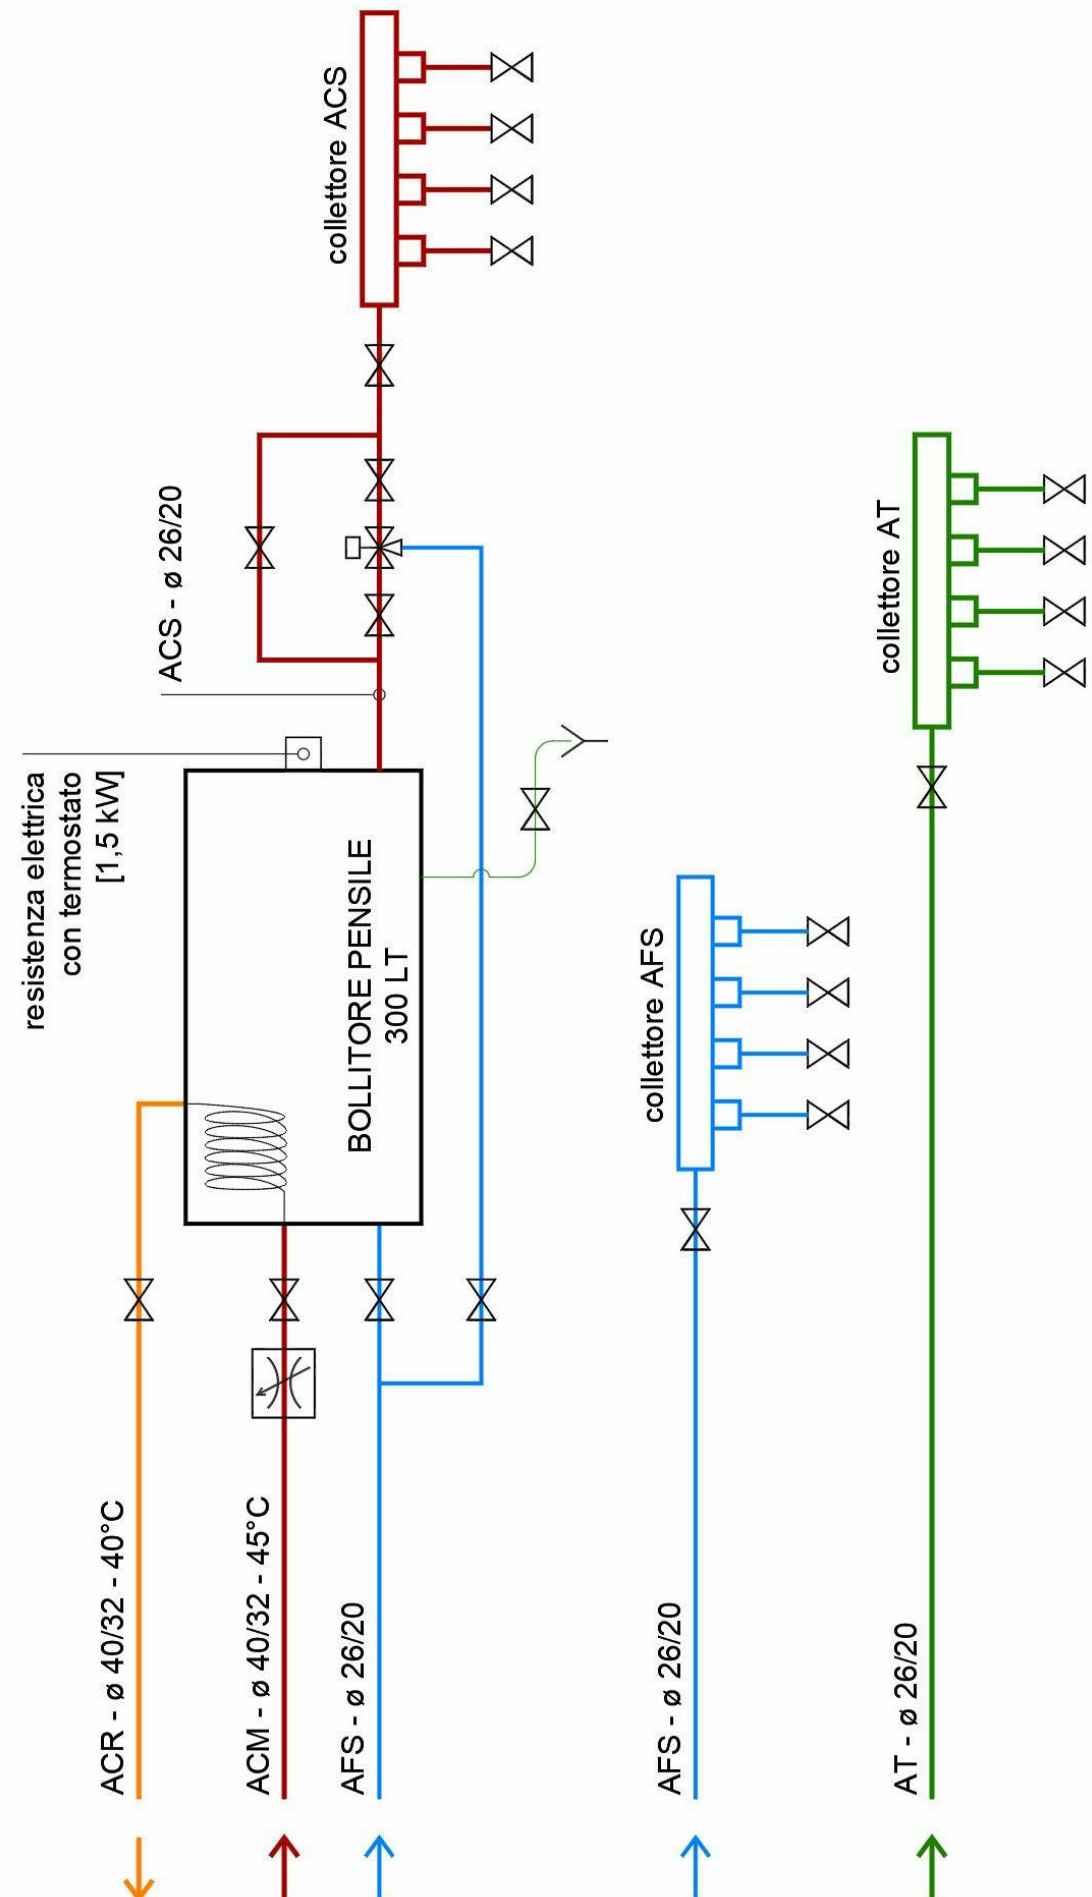 resistenza elettrica
con termostato
[1,5 kW]
ACS - ø 26/20
collettore ACS
BOLLITORE PENSILE
300 LT
collettore AFS
collettore AT
ACR - ø 40/32 - 40°C
ACM - ø 40/32 - 45°C
AFS - ø 26/20
AFS - ø 26/20
AT - ø 26/20